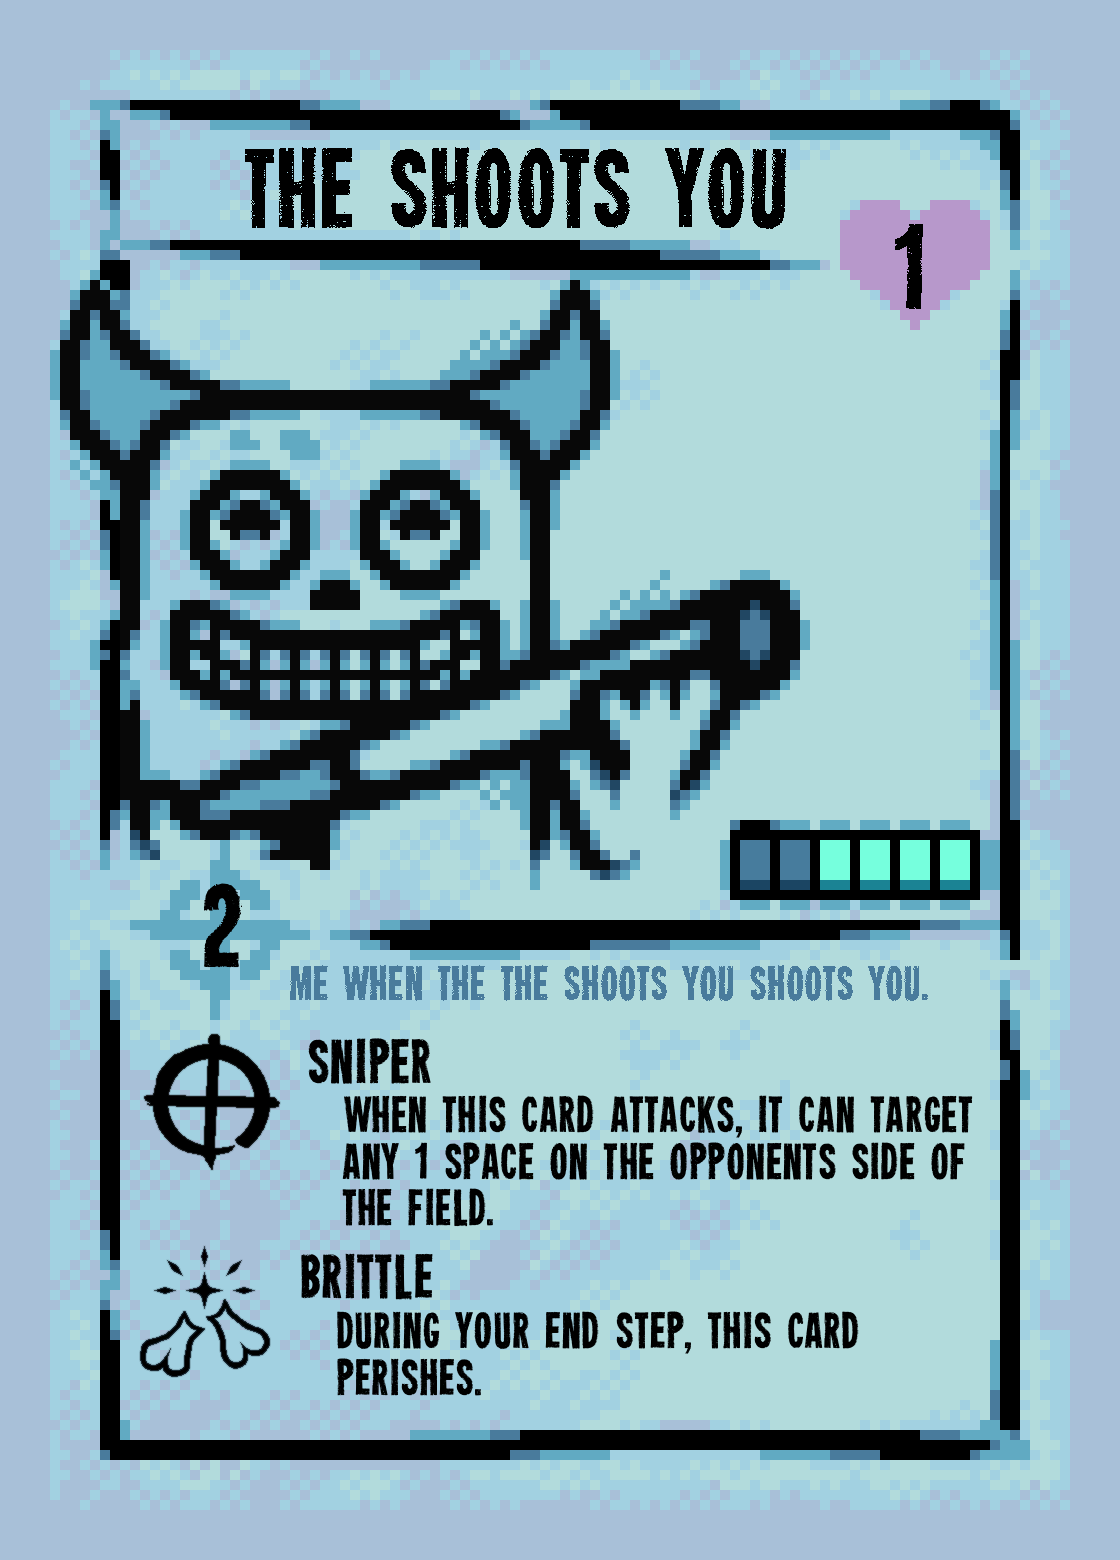 THE SHOOTS YOU
1
2
ME WHEN THE THE SHOOTS YOU SHOOTS YOU.
SNIPER
WHEN THIS CARD ATTACKS, IT CAN TARGET
ANY 1 SPACE ON THE OPPONENTS SIDE OF
THE FIELD.
BRITTLE
DURING YOUR END STEP, THIS CARD
PERISHES.